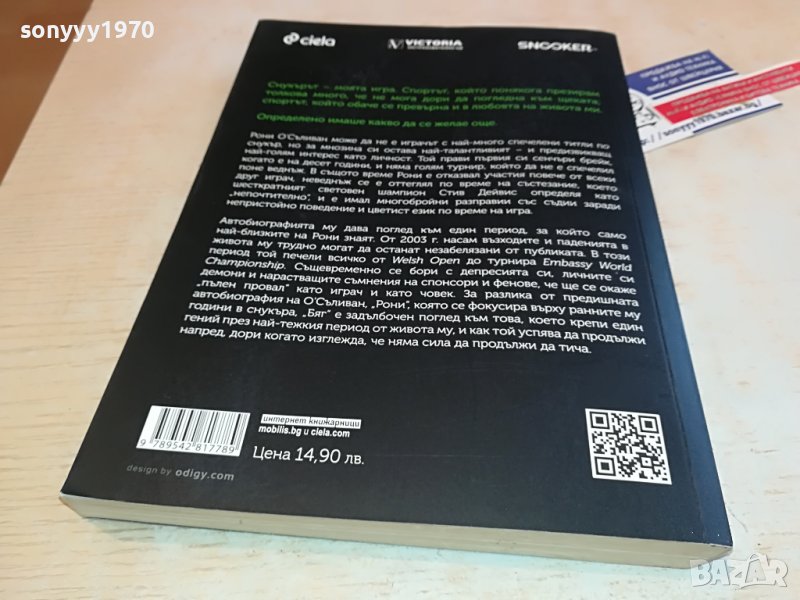 sonyyy1970
ciela
VICTORIA
SNOOKER
Снукърът – моята игра. Спортът, който понякога презирам
толкова много, че не мога дори да погледна към щеката;
спортът, който обаче се превърна и в любовта на живота ми.
Определено имаше какво да се желае още.
Рони О'Съливан може да не е играчът с най-много спечелени титли по
снукър, но за мнозина си остава най-талантливият – и предизвикващ
най-голям интерес като личност. Той прави първия си сенчъри брейк,
когато е на десет години, и няма голям турнир, който да не е спечелил
поне веднъж. В същото време Рони е отказвал участия повече от всеки
друг играч, неведнъж се е оттеглял по време на състезание, което
шесткратният световен шампион Стив Дейвис определя като
„непочтително", и е имал многобройни разправии със съдии заради
непристойно поведение и цветист език по време на игра.
Автобиографията му дава поглед към един период, за който само
най-близките на Рони знаят. От 2003 г. насам възходите и паденията в
живота му трудно могат да останат незабелязани от публиката. В този
период той печели всичко от Welsh Open до турнира Embassy World
Championship. Същевременно се бори с депресията си, личните си
демони и нарастващите съмнения на спонсори и фенове, че ще се окаже
„пълен провал" като играч и като човек. За разлика от предишната
автобиография на О'Съливан, „Рони", която се фокусира върху ранните му
години в снукъра, „Бяг" е задълбочен поглед към това, което крепи един
гений през най-тежкия период от живота му, и как той успява да продължи
напред, дори когато изглежда, че няма сила да продължи да тича.
9 789542 817789
интернет книжарници
mobilis.bg и ciela.com
Цена 14,90 лв.
design by odigy.com
BAZAR